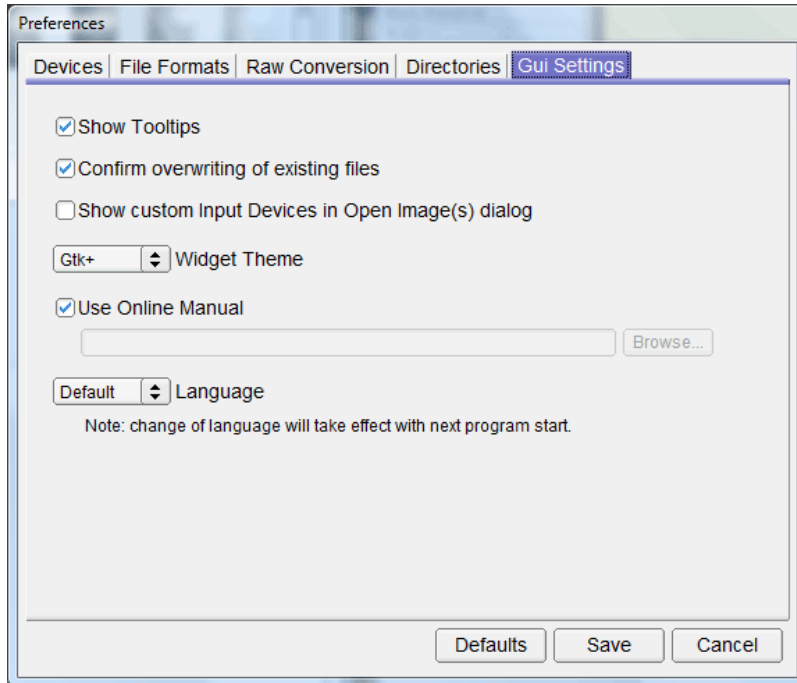 Preferences
Devices File Formats Raw Conversion Directories Gui Settings
Show Tooltips
Confirm overwriting of existing files
Show custom Input Devices in Open Image(s) dialog
Gtk+ Widget Theme
Use Online Manual
Browse...
Default Language
Note: change of language will take effect with next program start.
Defaults Save Cancel